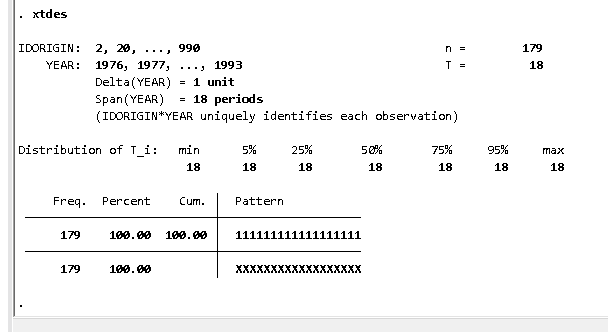 . xtdes
IDORIGIN: 2, 20, ..., 990 n = 179
YEAR: 1976, 1977, ..., 1993 T = 18
Delta(YEAR) = 1 unit
Span(YEAR) = 18 periods
(IDORIGIN*YEAR uniquely identifies each observation)
Distribution of T_i: min 5% 25% 50% 75% 95% max
18 18 18 18 18 18 18
Freq. Percent Cum. Pattern
179 100.00 100.00 111111111111111111
179 100.00 XXXXXXXXXXXXXXXXXX
.